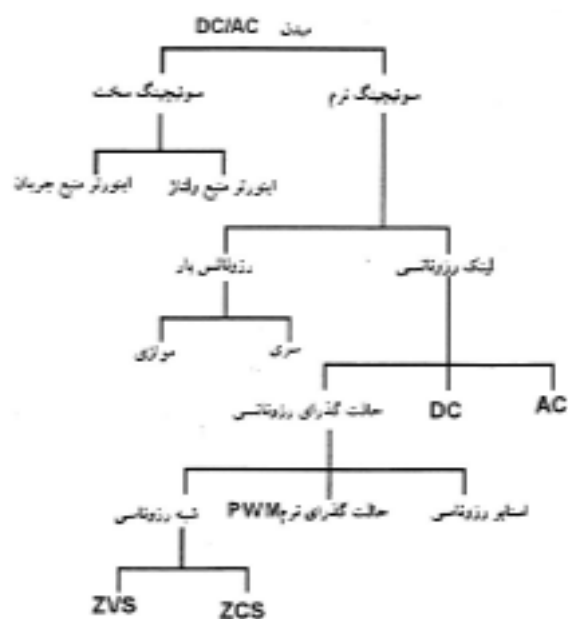 مبدل DC/AC
سوئیچینگ نرم
سوئیچینگ سخت
اینورتر منبع ولتاژ
اینورتر منبع جریان
لینک رزونانسی
رزونانس بار
سری
موازی
AC
DC
حالت گذرای رزونانسی
اسنابر رزونانسی
حالت گذرای نرم PWM
شبه رزونانسی
ZCS
ZVS